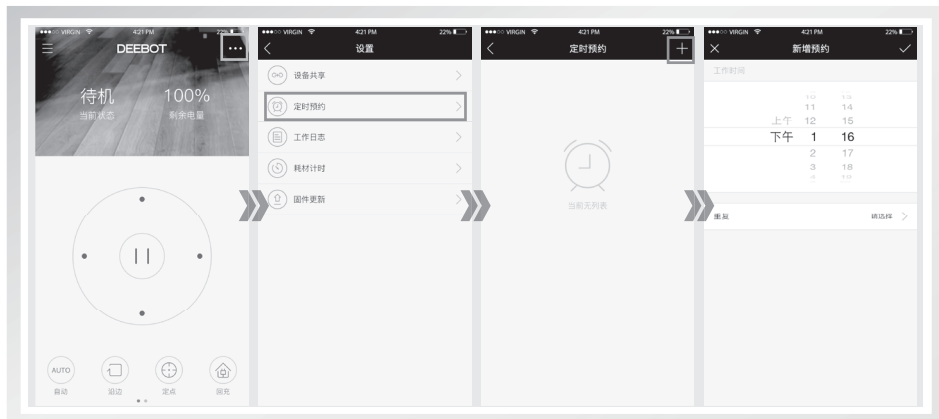 VIRGIN 4:21 PM 22%
DEEBOT
待机 100%
当前状态 剩余电量
AUTO
自动 沿边 定点 回充
VIRGIN 4:21 PM 22%
设置
设备共享
定时预约
工作日志
耗材计时
固件更新
VIRGIN 4:21 PM 22%
定时预约
当前无列表
VIRGIN 4:21 PM 22%
新增预约
工作时间
10 13
11 14
上午 12 15
下午 1 16
2 17
3 18
4 19
重复 请选择